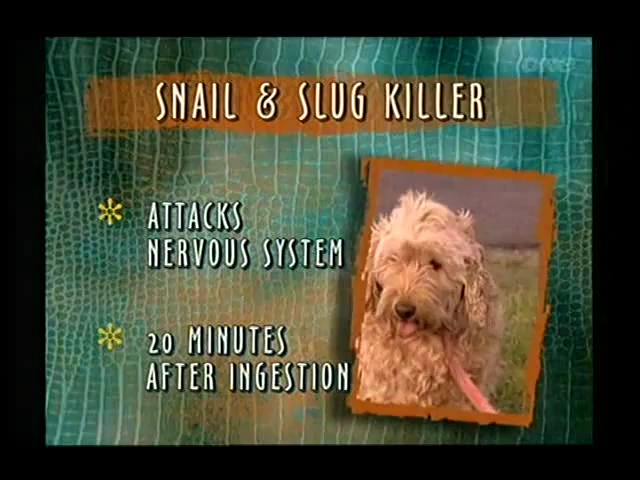 SNAIL & SLUG KILLER
ATTACKS
NERVOUS SYSTEM
20 MINUTES
AFTER INGESTION